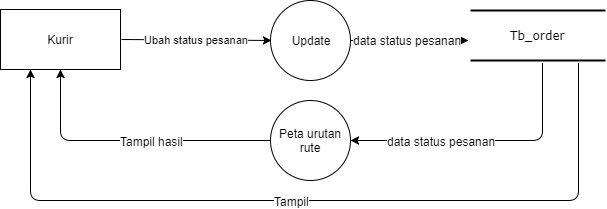 Kurir
Ubah status pesanan
Update
data status pesanan
Tb_order
Tampil hasil
Peta urutan
rute
data status pesanan
Tampil